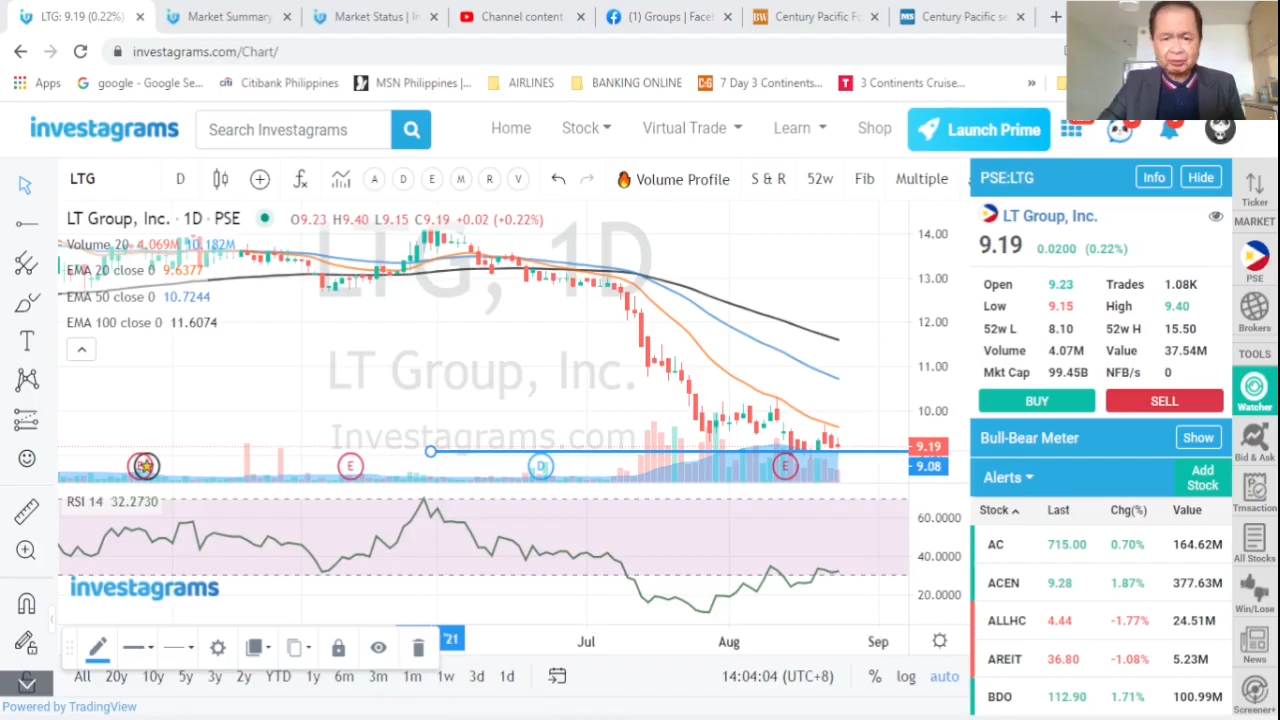 LTG: 9.19 (0.22%) × Market Summary × Market Status | In × Channel content × (1) Groups | Facel × Century Pacific Fo × Century Pacific se × +
investagrams.com/Chart/
Apps google - Google Se... Citibank Philippines MSN Philippines |... AIRLINES BANKING ONLINE 7 Day 3 Continents... 3 Continents Cruise... »
investagrams Search Investagrams Home Stock Virtual Trade Learn Shop Launch Prime
LTG D A D E M R V Volume Profile S & R 52w Fib Multiple
PSE:LTG Info Hide
Ticker
MARKET
PSE
Brokers
TOOLS
Watcher
Bid & Ask
Trnsaction
All Stocks
Win/Lose
News
Screener+
LT Group, Inc. · 1D · PSE O9.23 H9.40 L9.15 C9.19 +0.02 (+0.22%)
Volume 20 4.069M 10.182M
EMA 20 close 0 9.6377
EMA 50 close 0 10.7244
EMA 100 close 0 11.6074
LTG, 1D
LT Group, Inc.
Investagrams.com
14.00
13.00
12.00
11.00
10.00
9.19
9.08
E D E
RSI 14 32.2730
60.0000
40.0000
20.0000
investagrams
'21 Jul Aug Sep
All 20y 10y 5y 3y 2y YTD 1y 6m 3m 1m 1w 3d 1d 14:04:04 (UTC+8) % log auto
Powered by TradingView
LT Group, Inc.
9.19 0.0200 (0.22%)
Open 9.23 Trades 1.08K
Low 9.15 High 9.40
52w L 8.10 52w H 15.50
Volume 4.07M Value 37.54M
Mkt Cap 99.45B NFB/s 0
BUY SELL
Bull-Bear Meter Show
Alerts Add Stock
Stock Last Chg(%) Value
AC 715.00 0.70% 164.62M
ACEN 9.28 1.87% 377.63M
ALLHC 4.44 -1.77% 24.51M
AREIT 36.80 -1.08% 5.23M
BDO 112.90 1.71% 100.99M